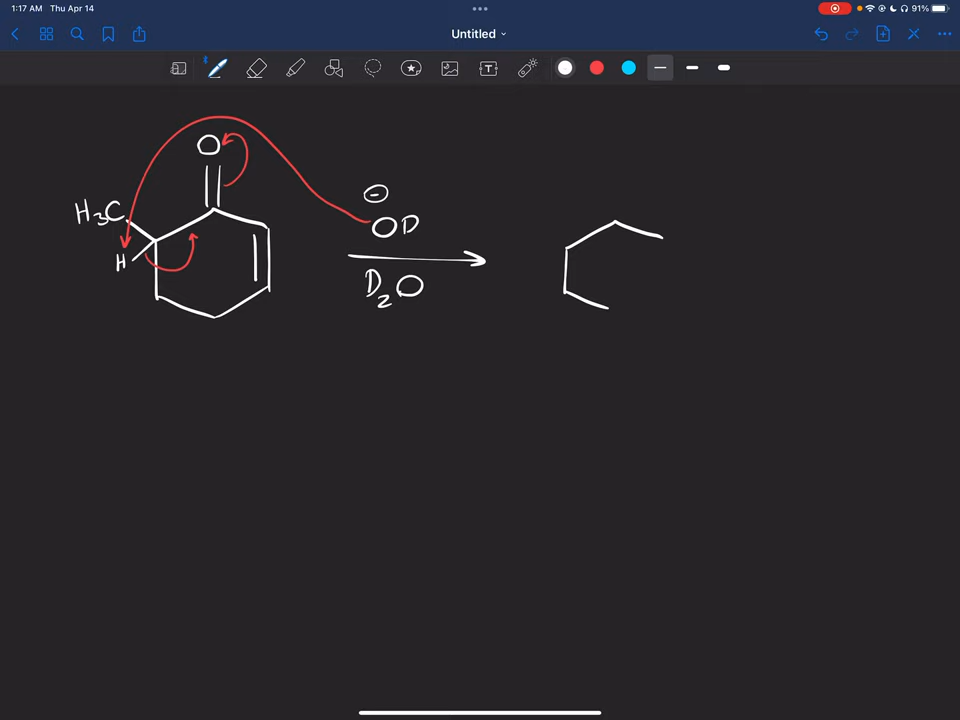 1:17 AM Thu Apr 14
91%
Untitled
O
H₃C
⊖
OD
H
D₂O